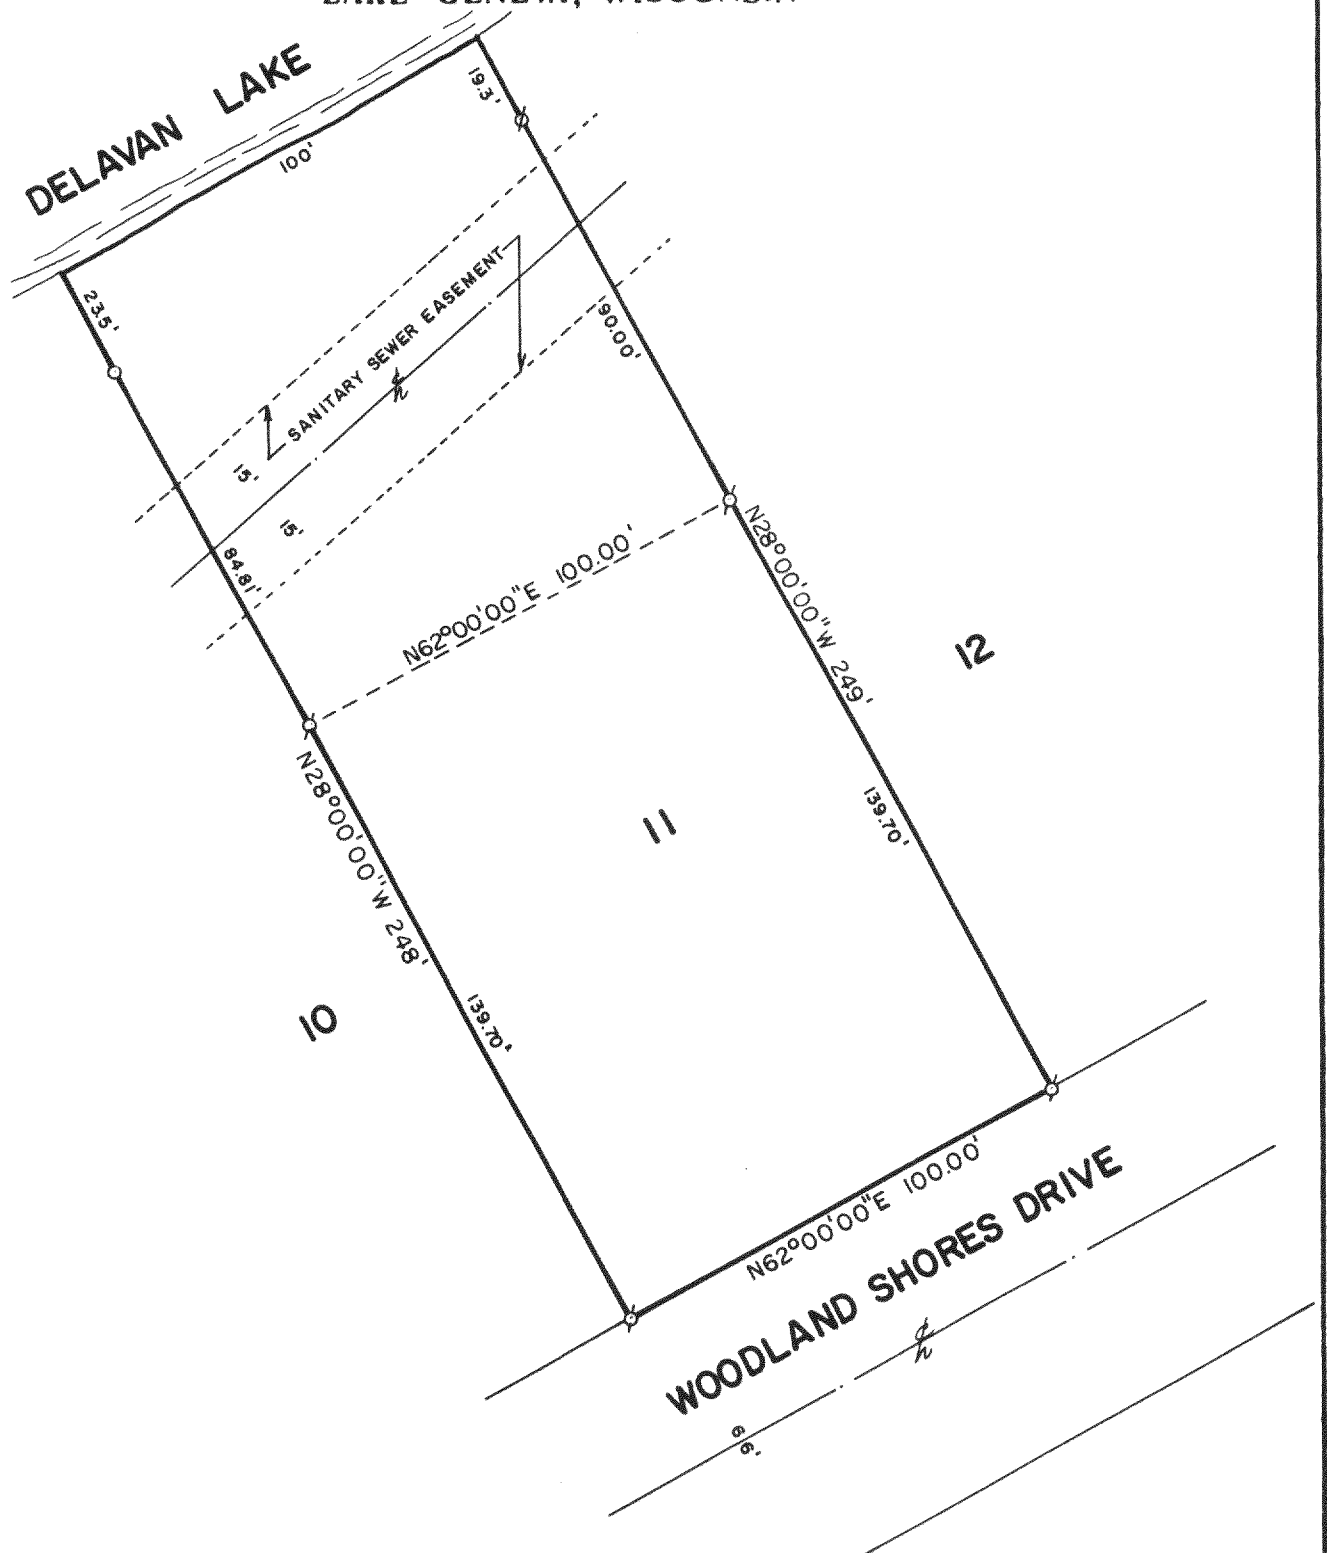 DELAVAN LAKE
100'
19.3'
23.5'
SANITARY SEWER EASEMENT
15'
15'
90.00'
84.81'
N62°00'00"E 100.00'
N28°00'00"W 249'
12
N28°00'00"W 248'
11
139.70'
10
139.70'
N62°00'00"E 100.00'
WOODLAND SHORES DRIVE
66'